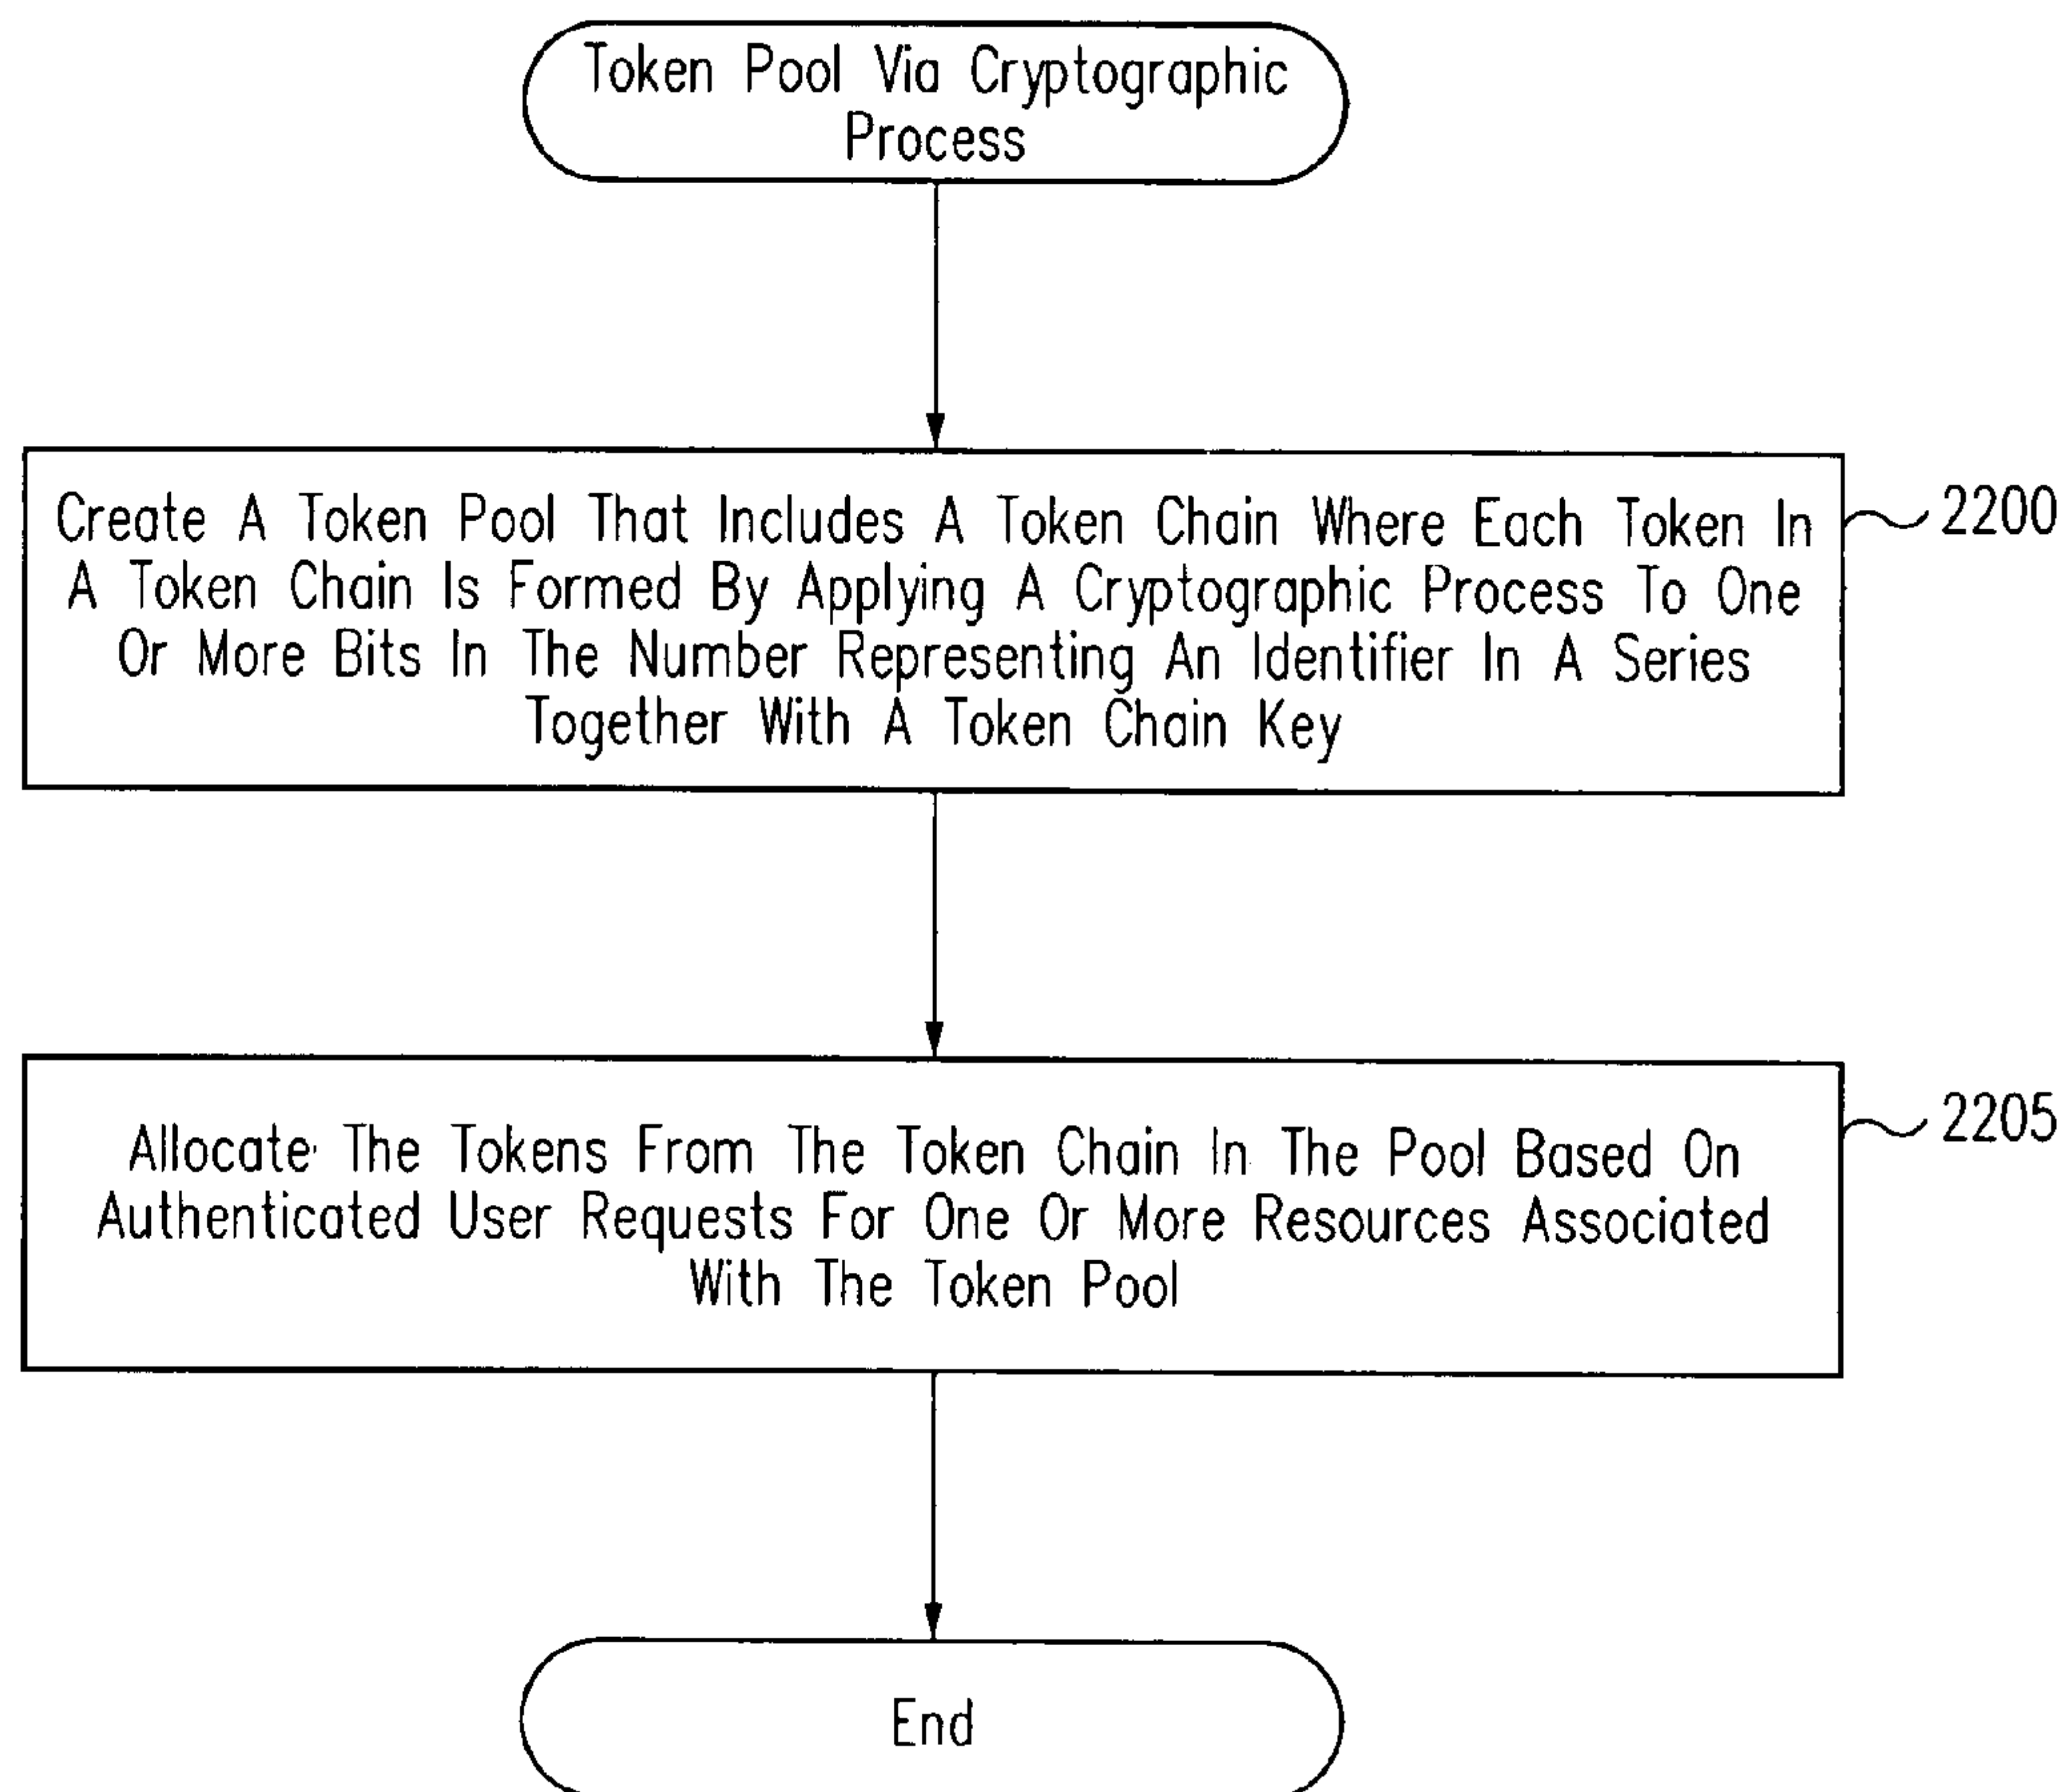 Token Pool Via Cryptographic
Process
Create A Token Pool That Includes A Token Chain Where Each Token In
A Token Chain Is Formed By Applying A Cryptographic Process To One
Or More Bits In The Number Representing An Identifier In A Series
Together With A Token Chain Key
2200
Allocate The Tokens From The Token Chain In The Pool Based On
Authenticated User Requests For One Or More Resources Associated
With The Token Pool
2205
End